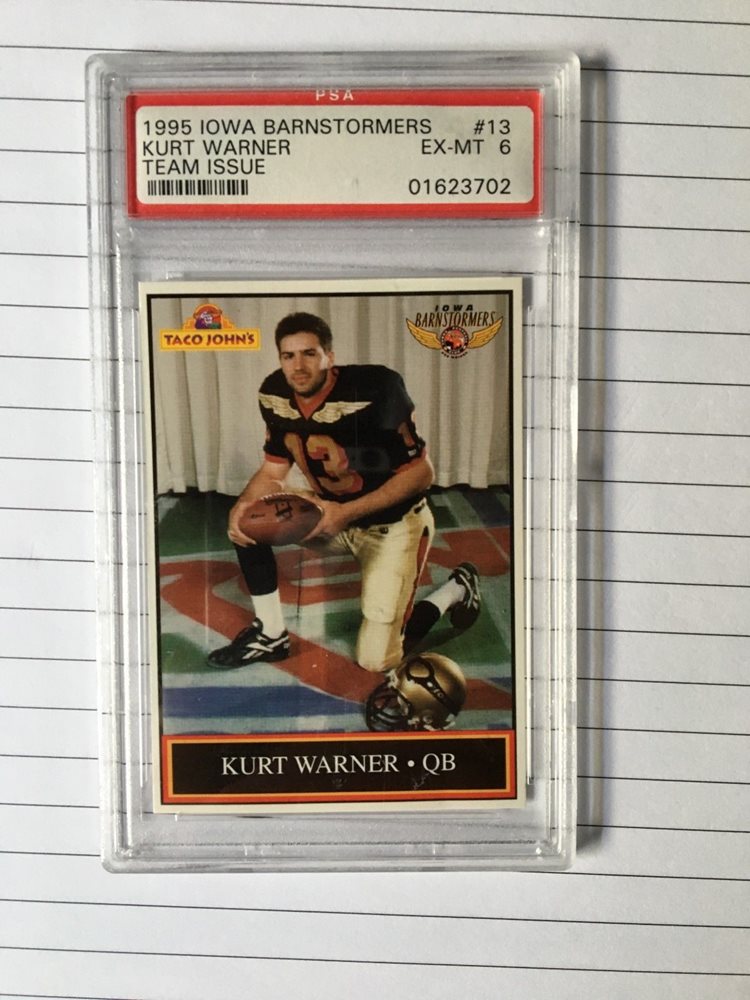 PSA
1995 IOWA BARNSTORMERS #13
KURT WARNER EX-MT 6
TEAM ISSUE
01623702
TACO JOHN'S
IOWA
BARNSTORMERS
13
KURT WARNER • QB